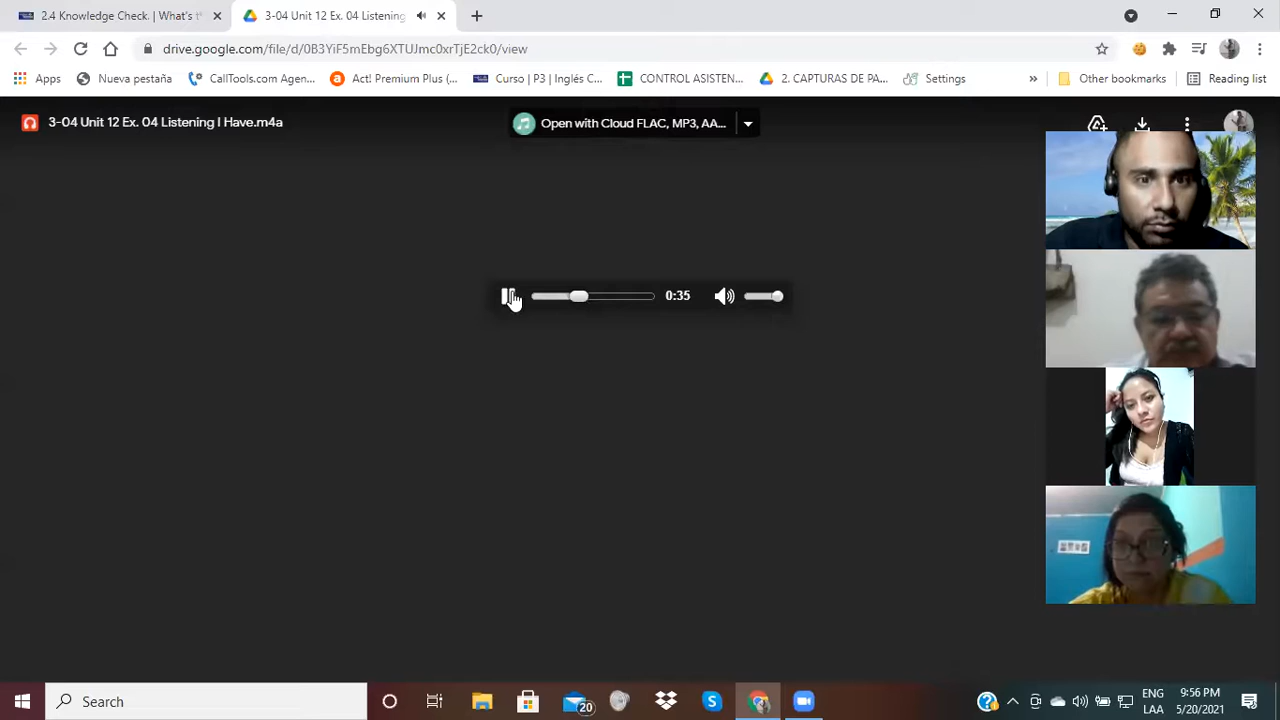 2.4 Knowledge Check. | What's t
3-04 Unit 12 Ex. 04 Listening
drive.google.com/file/d/0B3YiF5mEbg6XTUJmc0xrTjE2ck0/view
Apps
Nueva pestaña
CallTools.com Agen...
Act! Premium Plus (...
Curso | P3 | Inglés C...
CONTROL ASISTEN...
2. CAPTURAS DE PA...
Settings
»
Other bookmarks
Reading list
3-04 Unit 12 Ex. 04 Listening I Have.m4a
Open with Cloud FLAC, MP3, AA...
0:35
Search
20
ENG
LAA
9:56 PM
5/20/2021